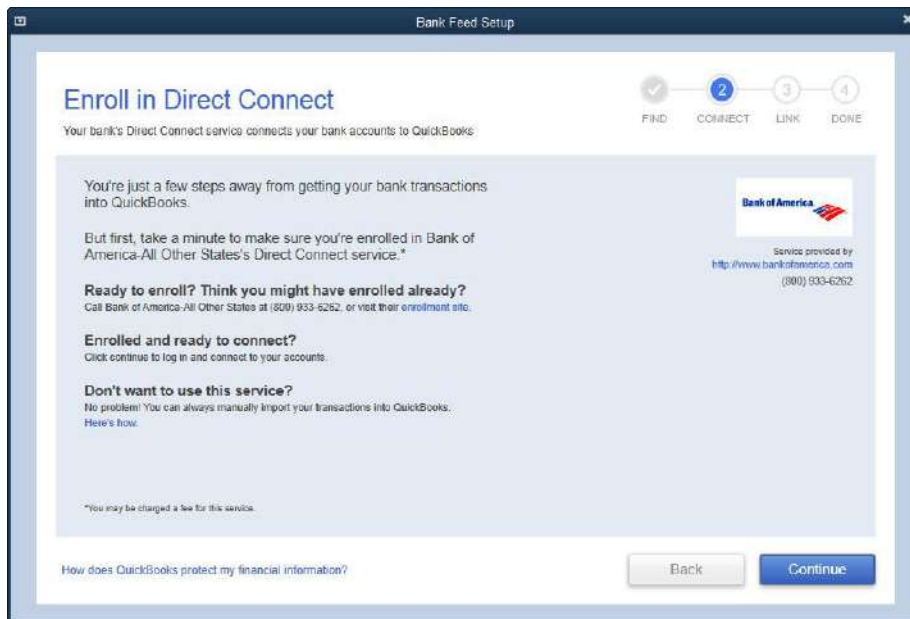 Bank Feed Setup
Enroll in Direct Connect
Your bank's Direct Connect service connects your bank accounts to QuickBooks
2
3
4
FIND
CONNECT
LINK
DONE
You're just a few steps away from getting your bank transactions
into QuickBooks.
But first, take a minute to make sure you're enrolled in Bank of
America-All Other States's Direct Connect service.*
Ready to enroll? Think you might have enrolled already?
Call Bank of America-All Other States at (800) 933-6262, or visit their enrollment site.
Enrolled and ready to connect?
Click continue to log in and connect to your accounts.
Don't want to use this service?
No problem! You can always manually import your transactions into QuickBooks.
Here's how.
*You may be charged a fee for this service.
Bank of America
Service provided by
http://www.bankofamerica.com
(800) 933-6262
How does QuickBooks protect my financial information?
Back
Continue